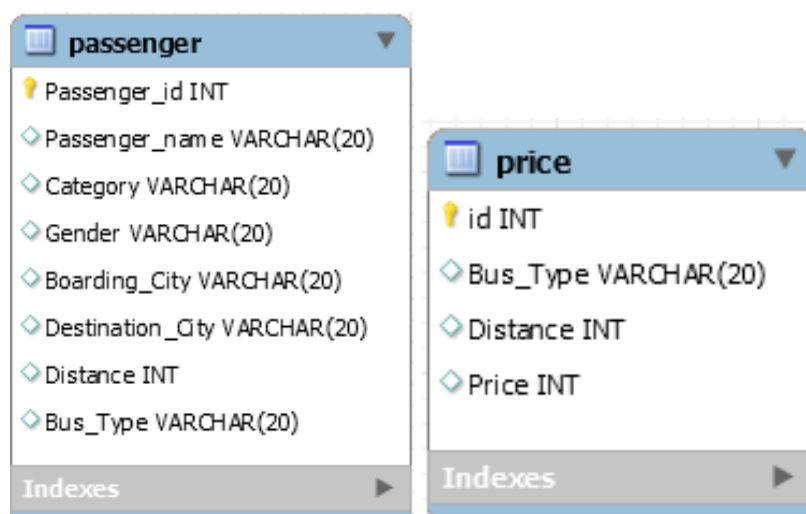 passenger
Passenger_id INT
Passenger_name VARCHAR(20)
Category VARCHAR(20)
Gender VARCHAR(20)
Boarding_City VARCHAR(20)
Destination_City VARCHAR(20)
Distance INT
Bus_Type VARCHAR(20)
Indexes
price
id INT
Bus_Type VARCHAR(20)
Distance INT
Price INT
Indexes